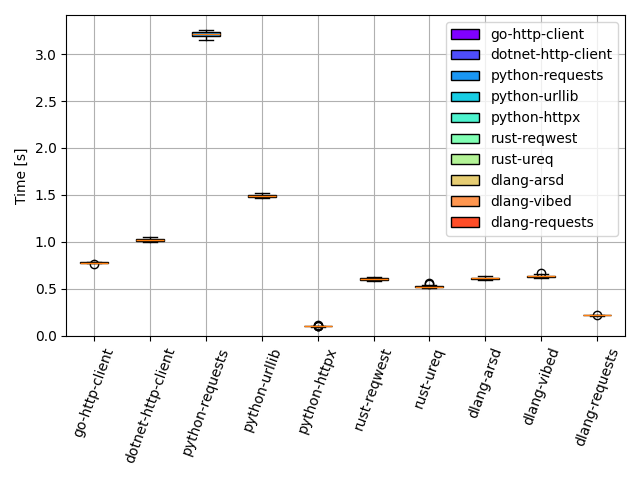 go-http-client
dotnet-http-client
python-requests
python-urllib
python-httpx
rust-reqwest
rust-ureq
dlang-arsd
dlang-vibed
dlang-requests
Time [s]
3.0
2.5
2.0
1.5
1.0
0.5
0.0
go-http-client
dotnet-http-client
python-requests
python-urllib
python-httpx
rust-reqwest
rust-ureq
dlang-arsd
dlang-vibed
dlang-requests